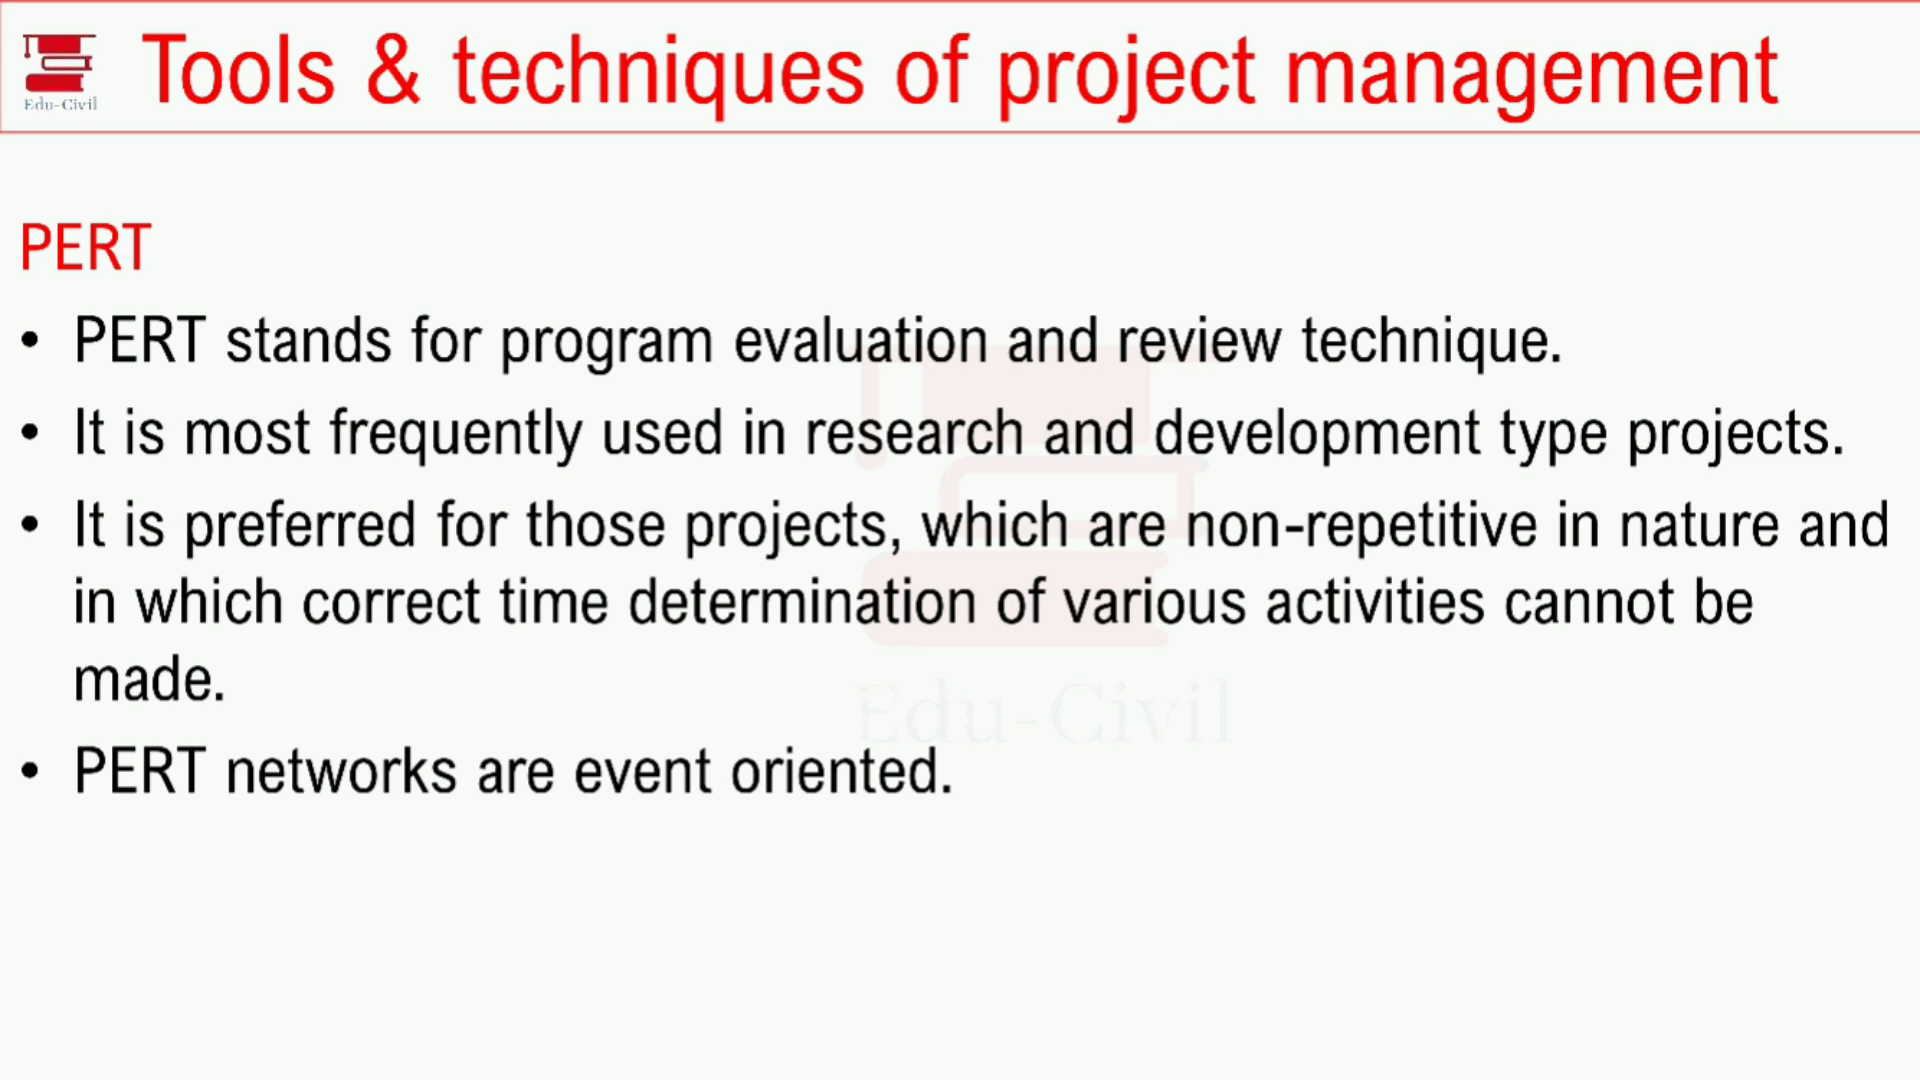 Edu-Civil
Tools & techniques of project management
PERT
• PERT stands for program evaluation and review technique.
• It is most frequently used in research and development type projects.
• It is preferred for those projects, which are non-repetitive in nature and
in which correct time determination of various activities cannot be
made.
Edu-Civil
• PERT networks are event oriented.